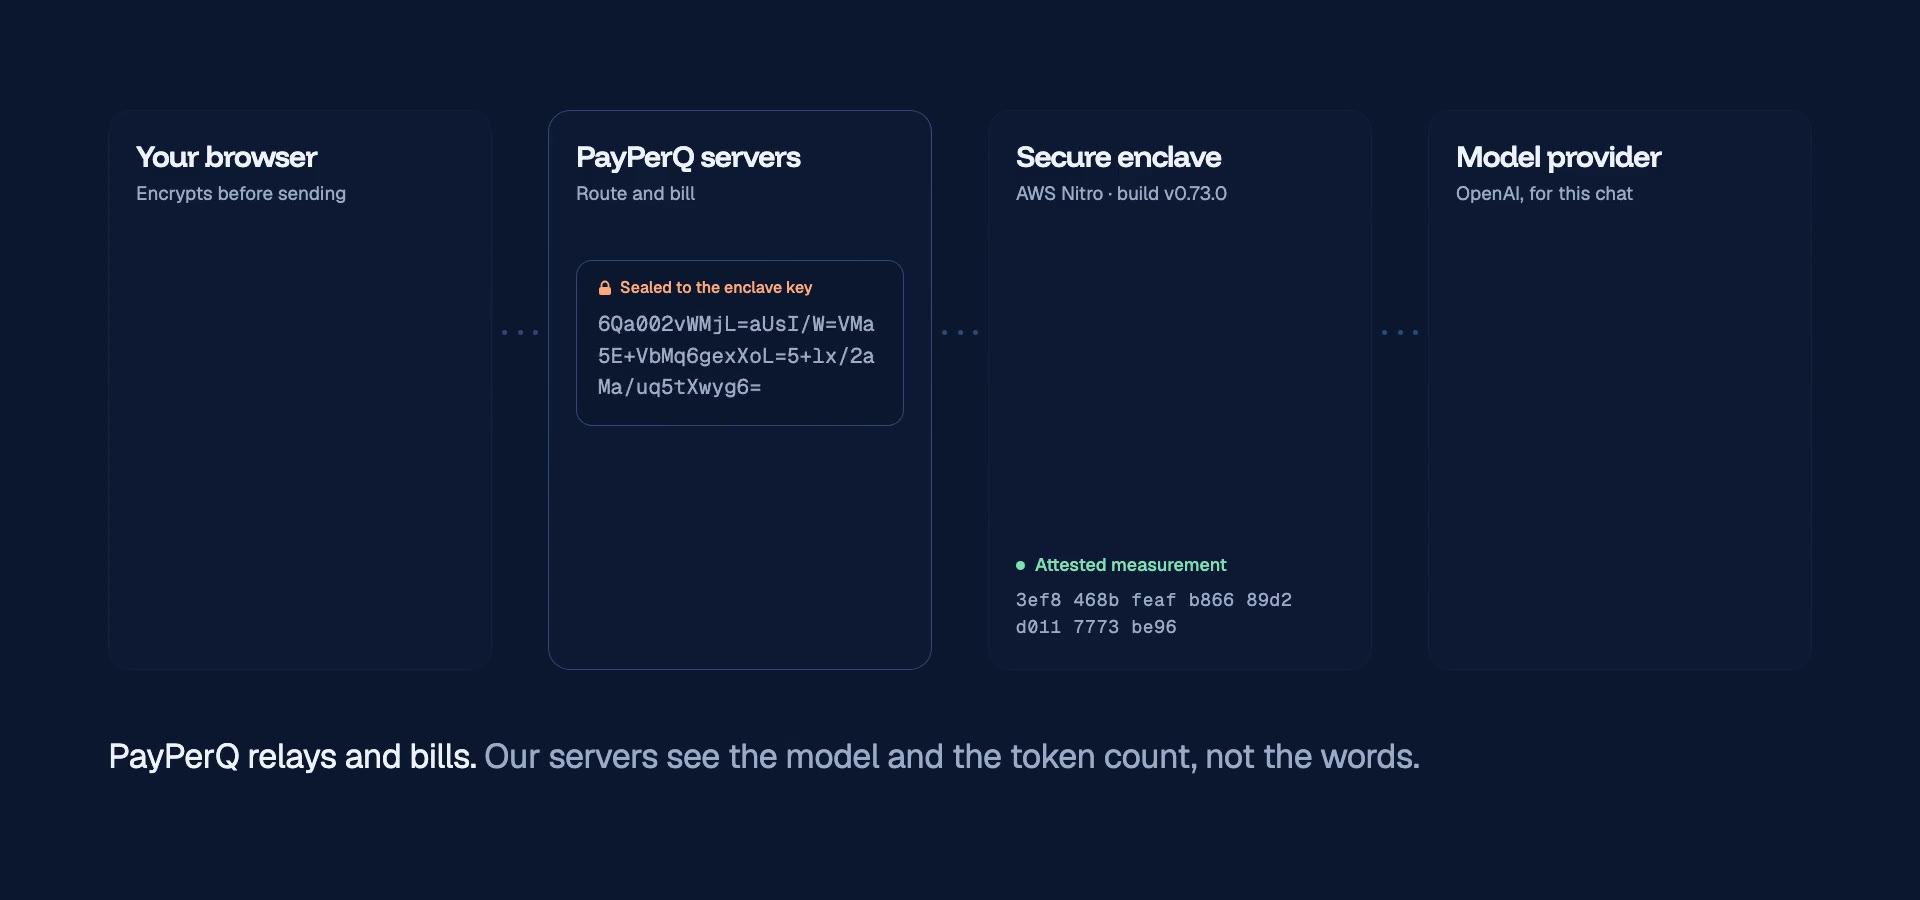 Your browser
Encrypts before sending
PayPerQ servers
Route and bill
Sealed to the enclave key
6Qa002vWMjL=aUsI/W=VMa
5E+VbMq6gexXoL=5+lx/2a
Ma/uq5tXwyg6=
Secure enclave
AWS Nitro · build v0.73.0
Attested measurement
3ef8 468b feaf b866 89d2
d011 7773 be96
Model provider
OpenAI, for this chat
PayPerQ relays and bills. Our servers see the model and the token count, not the words.